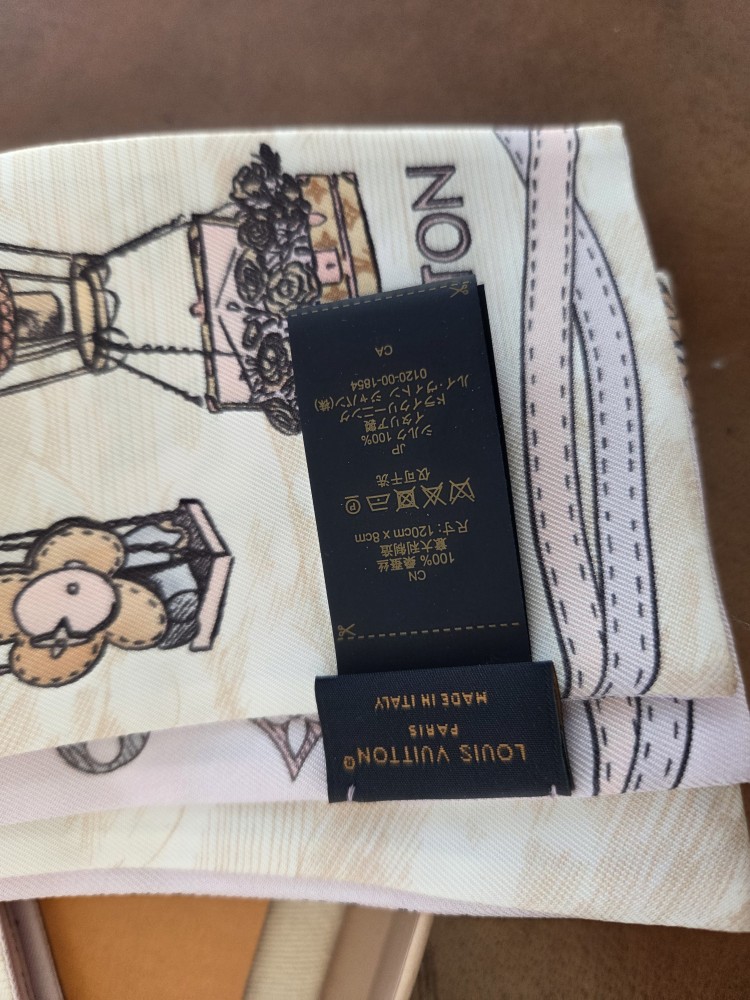 TON
LOUIS VUITTON®
PARIS
MADE IN ITALY
CN
100% 桑蚕丝
意大利制造
尺寸: 120cm x 8cm
P
仅可干洗
JP
シルク 100%
イタリア製
ドライクリーニング
ルイ・ヴィトン ジャパン(株)
0120-00-1854
CA